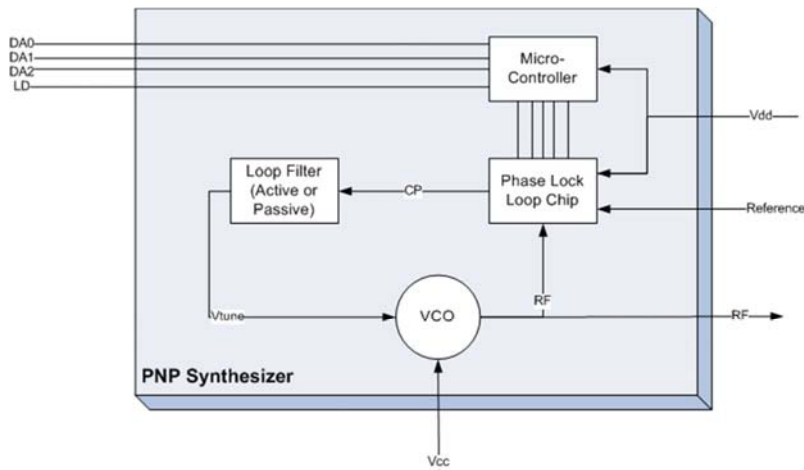 DA0
DA1
DA2
LD
Micro-
Controller
Vdd
Loop Filter
(Active or
Passive)
CP
Phase Lock
Loop Chip
Reference
RF
Vtune
VCO
RF
PNP Synthesizer
Vcc